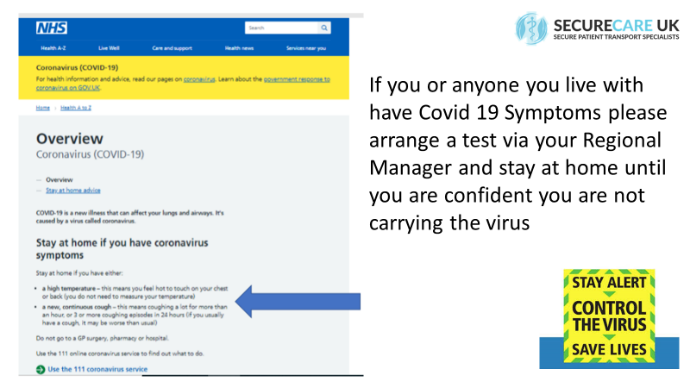 NHS
Search
Health A-Z
Live Well
Care and support
Health news
Services near you
Coronavirus (COVID-19)
For health information and advice, read our pages on coronavirus. Learn about the government response to
coronavirus on GOV.UK.
Home
Health A to Z
Overview
Coronavirus (COVID-19)
— Overview
— Stay at home advice
COVID-19 is a new illness that can affect your lungs and airways. It's
caused by a virus called coronavirus.
Stay at home if you have coronavirus
symptoms
Stay at home if you have either:
• a high temperature – this means you feel hot to touch on your chest
or back (you do not need to measure your temperature)
• a new, continuous cough – this means coughing a lot for more than
an hour, or 3 or more coughing episodes in 24 hours (if you usually
have a cough, it may be worse than usual)
Do not go to a GP surgery, pharmacy or hospital.
Use the 111 online coronavirus service to find out what to do.
Use the 111 coronavirus service
SECURECARE UK
SECURE PATIENT TRANSPORT SPECIALISTS
If you or anyone you live with
have Covid 19 Symptoms please
arrange a test via your Regional
Manager and stay at home until
you are confident you are not
carrying the virus
STAY ALERT
CONTROL
THE VIRUS
SAVE LIVES